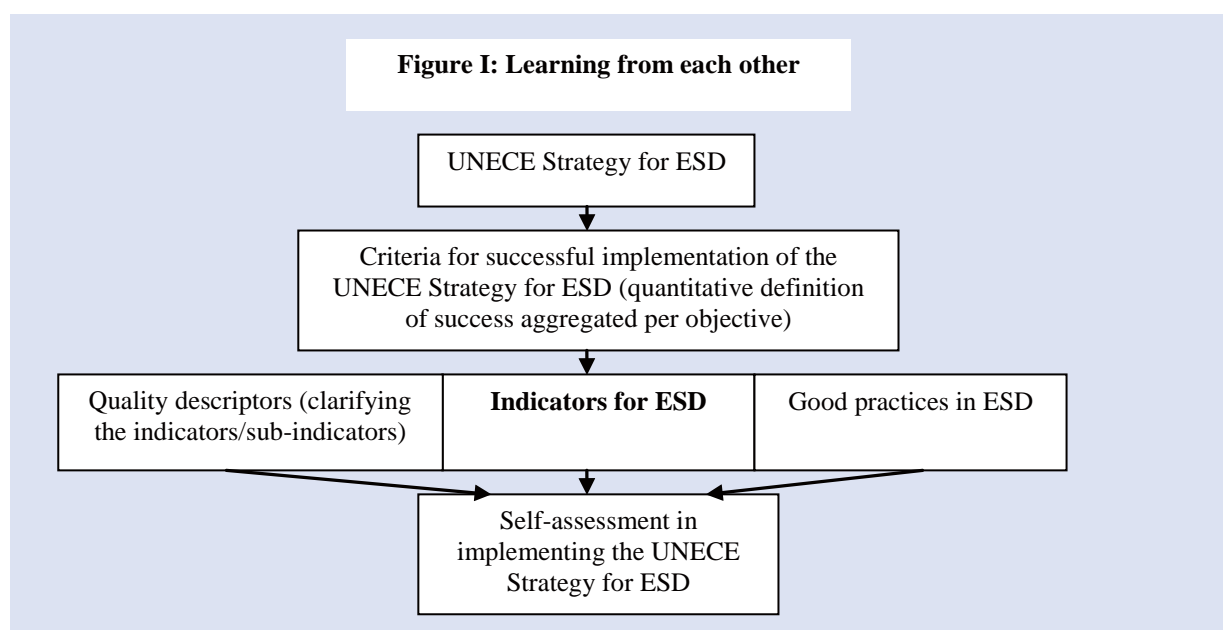 Figure I: Learning from each other
UNECE Strategy for ESD
Criteria for successful implementation of the
UNECE Strategy for ESD (quantitative definition
of success aggregated per objective)
Quality descriptors (clarifying
the indicators/sub-indicators)
Indicators for ESD
Good practices in ESD
Self-assessment in
implementing the UNECE
Strategy for ESD